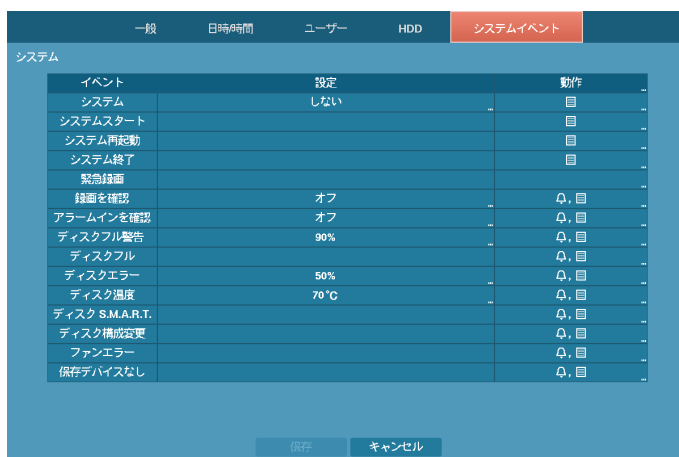 一般 日時/時間 ユーザー HDD システムイベント
システム
イベント 設定 動作 ...
システム しない ... ...
システムスタート ...
システム再起動 ...
システム終了 ...
緊急録画 ...
録画を確認 オフ ... , ...
アラームインを確認 オフ ... , ...
ディスクフル警告 90% ... , ...
ディスクフル , ...
ディスクエラー 50% ... , ...
ディスク温度 70°C ... , ...
ディスク S.M.A.R.T. , ...
ディスク構成変更 , ...
ファンエラー , ...
保存デバイスなし , ...
保存 キャンセル